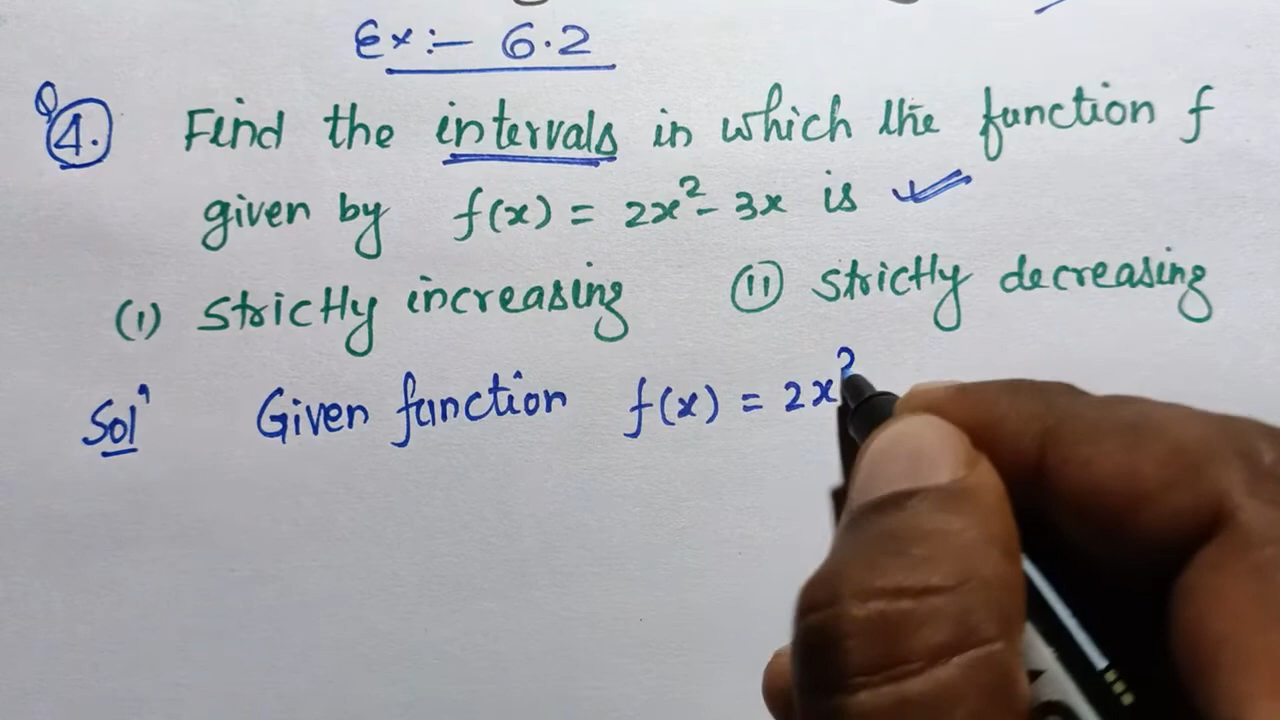 Ex:- 6.2
Q4. Find the intervals in which the function f
given by f(x) = 2x² - 3x is
(i) strictly increasing (ii) strictly decreasing
Solⁿ Given function f(x) = 2x²